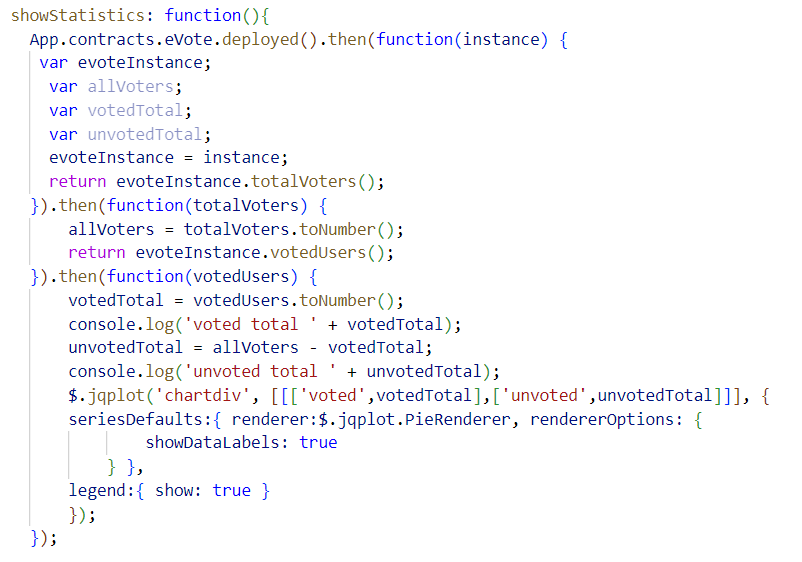 showStatistics: function(){
App.contracts.eVote.deployed().then(function(instance) {
var evoteInstance;
var allVoters;
var votedTotal;
var unvotedTotal;
evoteInstance = instance;
return evoteInstance.totalVoters();
}).then(function(totalVoters) {
allVoters = totalVoters.toNumber();
return evoteInstance.votedUsers();
}).then(function(votedUsers) {
votedTotal = votedUsers.toNumber();
console.log('voted total ' + votedTotal);
unvotedTotal = allVoters - votedTotal;
console.log('unvoted total ' + unvotedTotal);
$.jqplot('chartdiv', [[['voted',votedTotal],['unvoted',unvotedTotal]]], {
seriesDefaults:{ renderer:$.jqplot.PieRenderer, rendererOptions: {
showDataLabels: true
} },
legend:{ show: true }
});
});